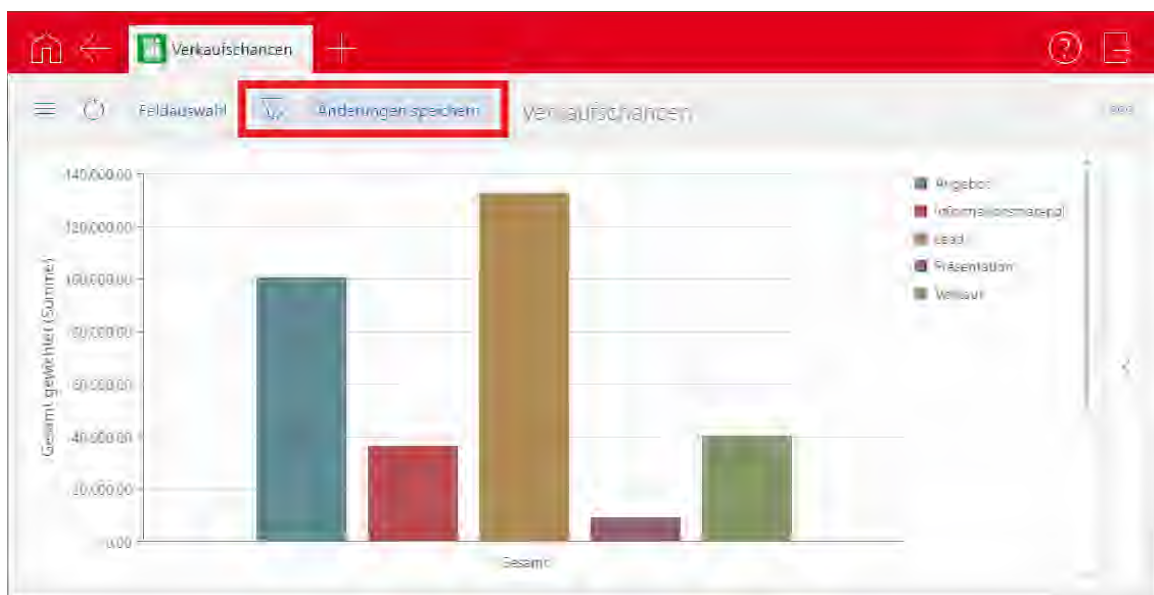 Verkaufschancen
Feldauswahl
Änderungen speichern
Verkaufschancen
Gesamt gewichtet (Summe)
140,000.00
120,000.00
100,000.00
80,000.00
60,000.00
40,000.00
20,000.00
0.00
Gesamt
Angebot
Informationsmaterial
Lead
Präsentation
Verkauf